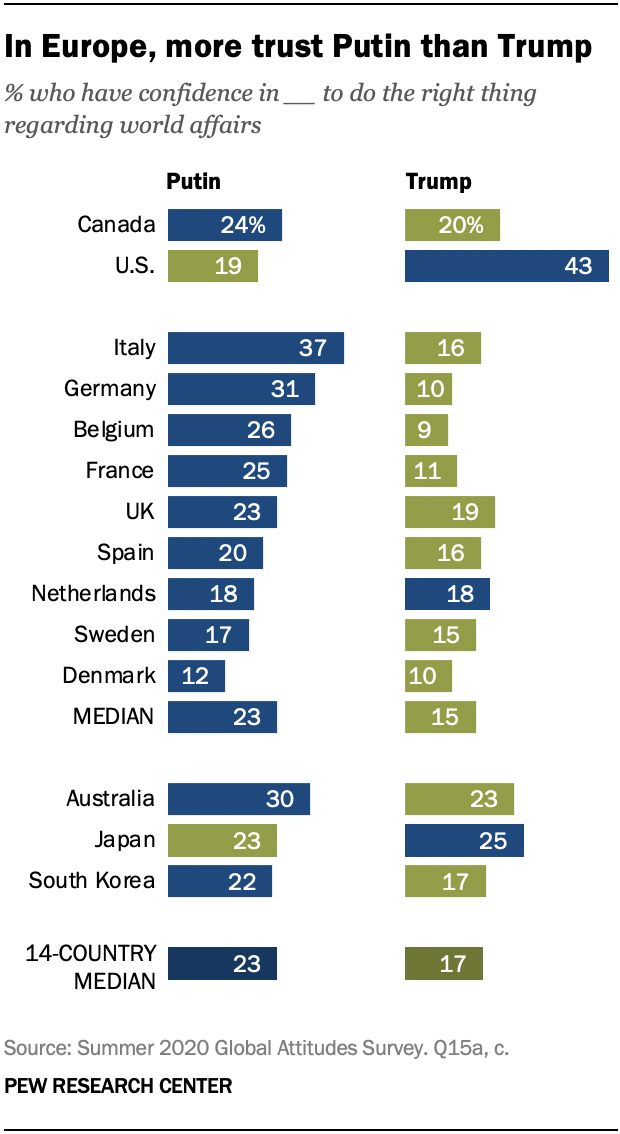 In Europe, more trust Putin than Trump
% who have confidence in __ to do the right thing
regarding world affairs
Putin Trump
Canada 24% 20%
U.S. 19 43
Italy 37 16
Germany 31 10
Belgium 26 9
France 25 11
UK 23 19
Spain 20 16
Netherlands 18 18
Sweden 17 15
Denmark 12 10
MEDIAN 23 15
Australia 30 23
Japan 23 25
South Korea 22 17
14-COUNTRY
MEDIAN 23 17
Source: Summer 2020 Global Attitudes Survey. Q15a, c.
PEW RESEARCH CENTER